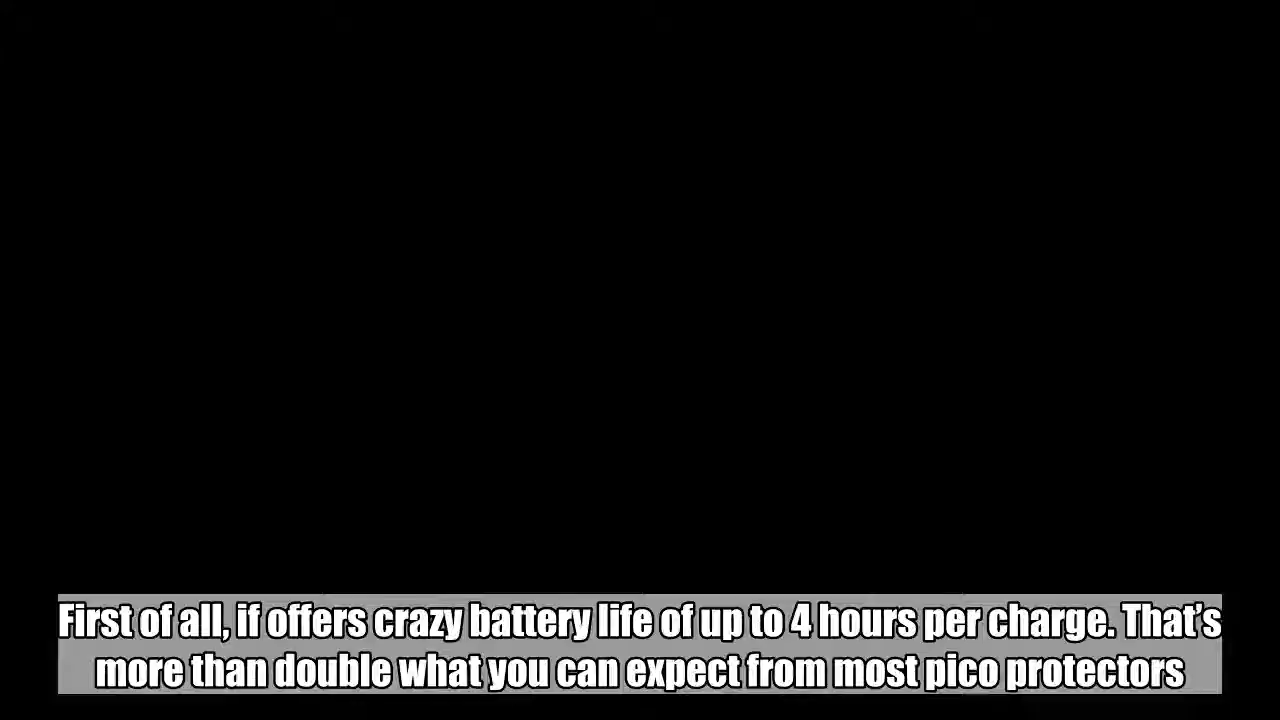 First of all, if offers crazy battery life of up to 4 hours per charge. That’s
more than double what you can expect from most pico protectors